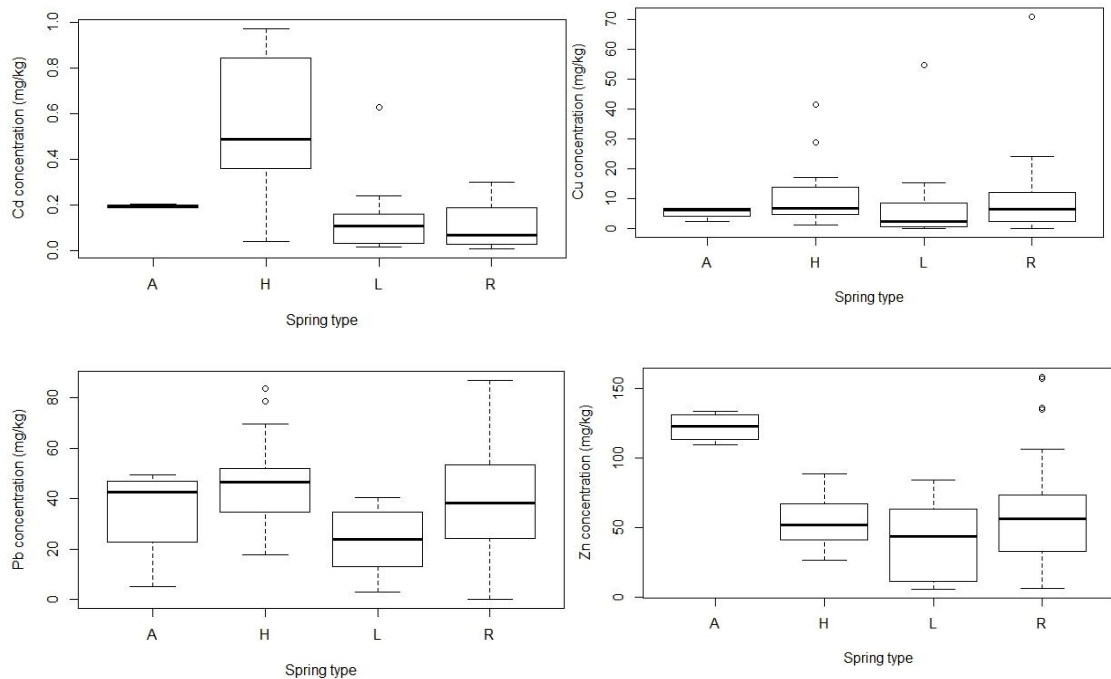 Cd concentration (mg/kg)
1.0
0.8
0.6
0.4
0.2
0.0
A H L R
Spring type
Cu concentration (mg/kg)
70
60
50
40
30
20
10
0
A H L R
Spring type
Pb concentration (mg/kg)
80
60
40
20
0
A H L R
Spring type
Zn concentration (mg/kg)
150
100
50
0
A H L R
Spring type